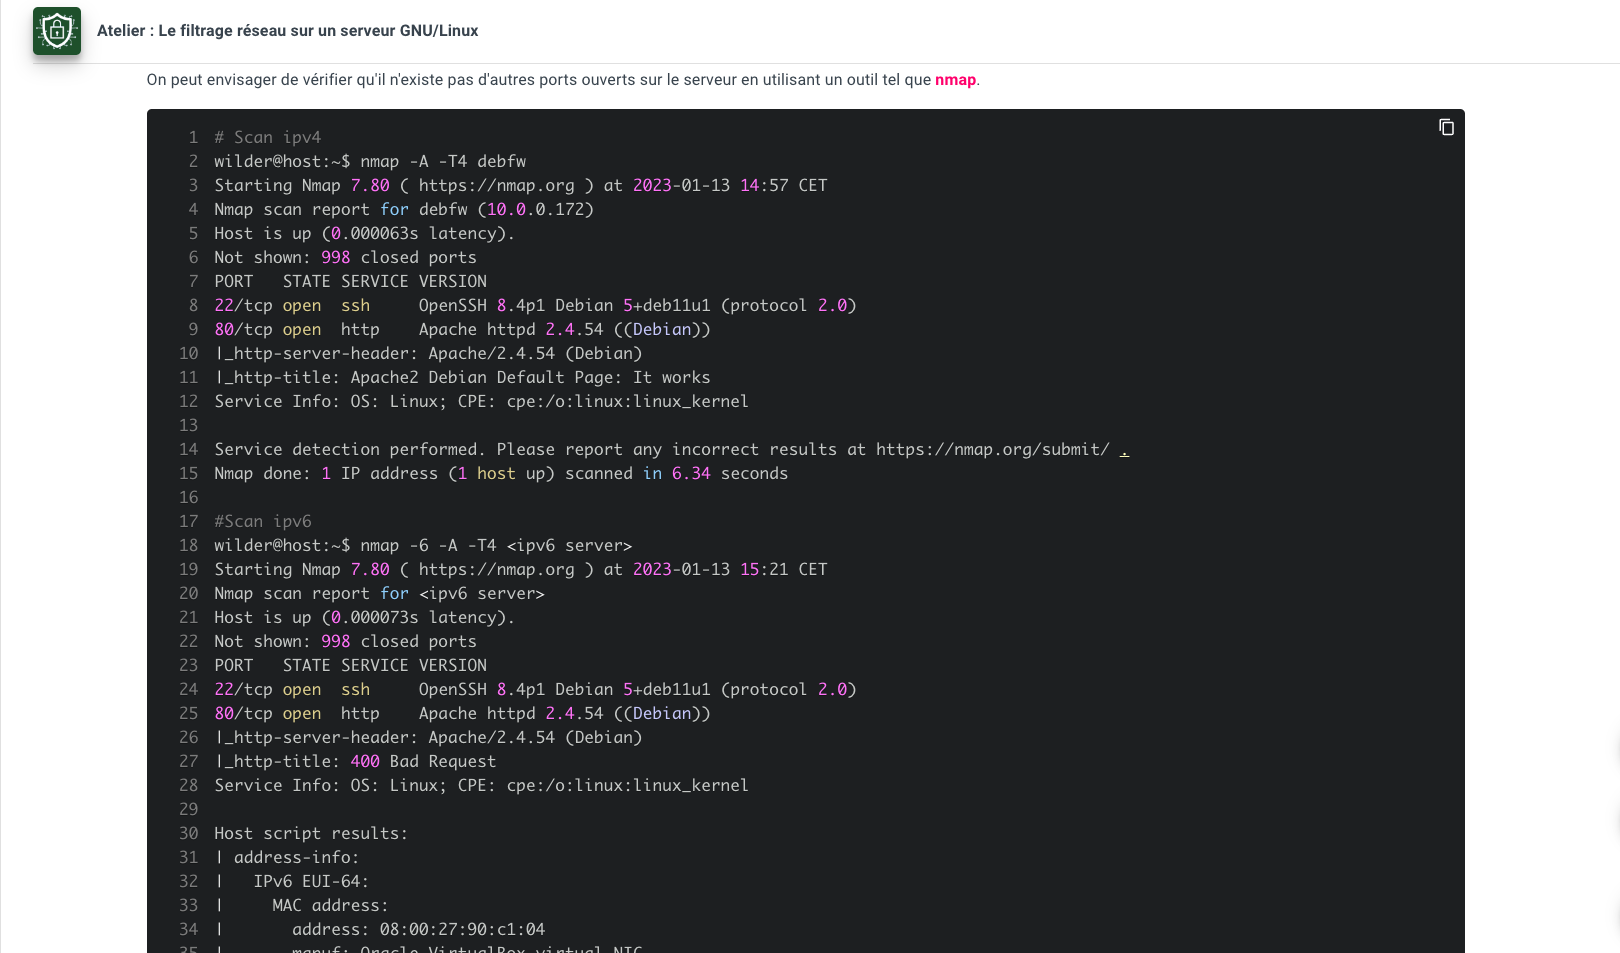 Atelier : Le filtrage réseau sur un serveur GNU/Linux
On peut envisager de vérifier qu'il n'existe pas d'autres ports ouverts sur le serveur en utilisant un outil tel que nmap.
1 # Scan ipv4
2 wilder@host:~$ nmap -A -T4 debfw
3 Starting Nmap 7.80 ( https://nmap.org ) at 2023-01-13 14:57 CET
4 Nmap scan report for debfw (10.0.0.172)
5 Host is up (0.000063s latency).
6 Not shown: 998 closed ports
7 PORT   STATE SERVICE VERSION
8 22/tcp open  ssh     OpenSSH 8.4p1 Debian 5+deb11u1 (protocol 2.0)
9 80/tcp open  http    Apache httpd 2.4.54 ((Debian))
10 |_http-server-header: Apache/2.4.54 (Debian)
11 |_http-title: Apache2 Debian Default Page: It works
12 Service Info: OS: Linux; CPE: cpe:/o:linux:linux_kernel
13
14 Service detection performed. Please report any incorrect results at https://nmap.org/submit/ .
15 Nmap done: 1 IP address (1 host up) scanned in 6.34 seconds
16
17 #Scan ipv6
18 wilder@host:~$ nmap -6 -A -T4 <ipv6 server>
19 Starting Nmap 7.80 ( https://nmap.org ) at 2023-01-13 15:21 CET
20 Nmap scan report for <ipv6 server>
21 Host is up (0.000073s latency).
22 Not shown: 998 closed ports
23 PORT   STATE SERVICE VERSION
24 22/tcp open  ssh     OpenSSH 8.4p1 Debian 5+deb11u1 (protocol 2.0)
25 80/tcp open  http    Apache httpd 2.4.54 ((Debian))
26 |_http-server-header: Apache/2.4.54 (Debian)
27 |_http-title: 400 Bad Request
28 Service Info: OS: Linux; CPE: cpe:/o:linux:linux_kernel
29
30 Host script results:
31 | address-info:
32 |   IPv6 EUI-64:
33 |     MAC address:
34 |       address: 08:00:27:90:c1:04
35 |       manuf: Oracle VirtualBox virtual NIC